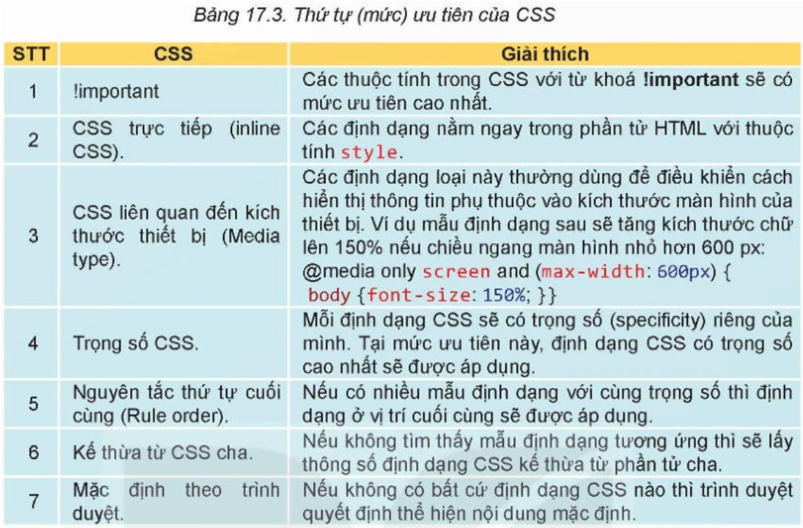 Bảng 17.3. Thứ tự (mức) ưu tiên của CSS
STT CSS Giải thích
1 !important Các thuộc tính trong CSS với từ khoá !important sẽ có
mức ưu tiên cao nhất.
2 CSS trực tiếp (inline
CSS).
Các định dạng nằm ngay trong phần tử HTML với thuộc
tính style.
3 CSS liên quan đến kích
thước thiết bị (Media
type).
Các định dạng loại này thường dùng để điều khiển cách
hiển thị thông tin phụ thuộc vào kích thước màn hình của
thiết bị. Ví dụ mẫu định dạng sau sẽ tăng kích thước chữ
lên 150% nếu chiều ngang màn hình nhỏ hơn 600 px:
@media only screen and (max-width: 600px) {
body {font-size: 150%; }}
4 Trọng số CSS.
Mỗi định dạng CSS sẽ có trọng số (specificity) riêng của
mình. Tại mức ưu tiên này, định dạng CSS có trọng số
cao nhất sẽ được áp dụng.
5 Nguyên tắc thứ tự cuối
cùng (Rule order).
Nếu có nhiều mẫu định dạng với cùng trọng số thì định
dạng ở vị trí cuối cùng sẽ được áp dụng.
6 Kế thừa từ CSS cha.
Nếu không tìm thấy mẫu định dạng tương ứng thì sẽ lấy
thông số định dạng CSS kế thừa từ phần tử cha.
7 Mặc định theo trình
duyệt.
Nếu không có bất cứ định dạng CSS nào thì trình duyệt
quyết định thể hiện nội dung mặc định.